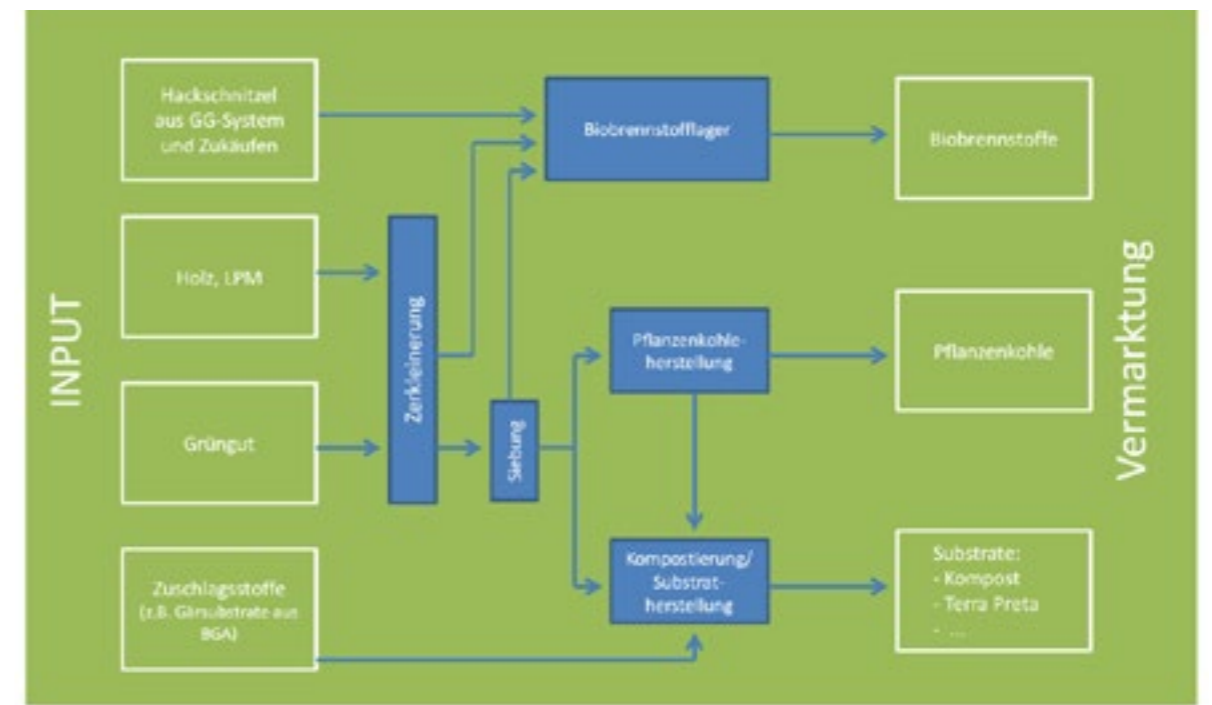 INPUT
Hackschnitzel
aus GG-System
und Zukäufen
Holz, LPM
Grüngut
Zuschlagsstoffe
(z.B. Gärsubstrate aus
BGA)
Zerkleinerung
Siebung
Biobrennstofflager
Pflanzenkohle-
herstellung
Kompostierung/
Substrat-
herstellung
Biobrennstoffe
Pflanzenkohle
Substrate:
- Kompost
- Terra Preta
- ...
Vermarktung